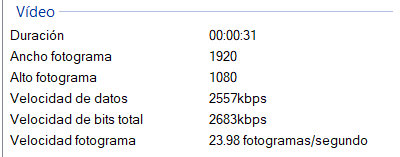 Vídeo
Duración 00:00:31
Ancho fotograma 1920
Alto fotograma 1080
Velocidad de datos 2557kbps
Velocidad de bits total 2683kbps
Velocidad fotograma 23.98 fotogramas/segundo